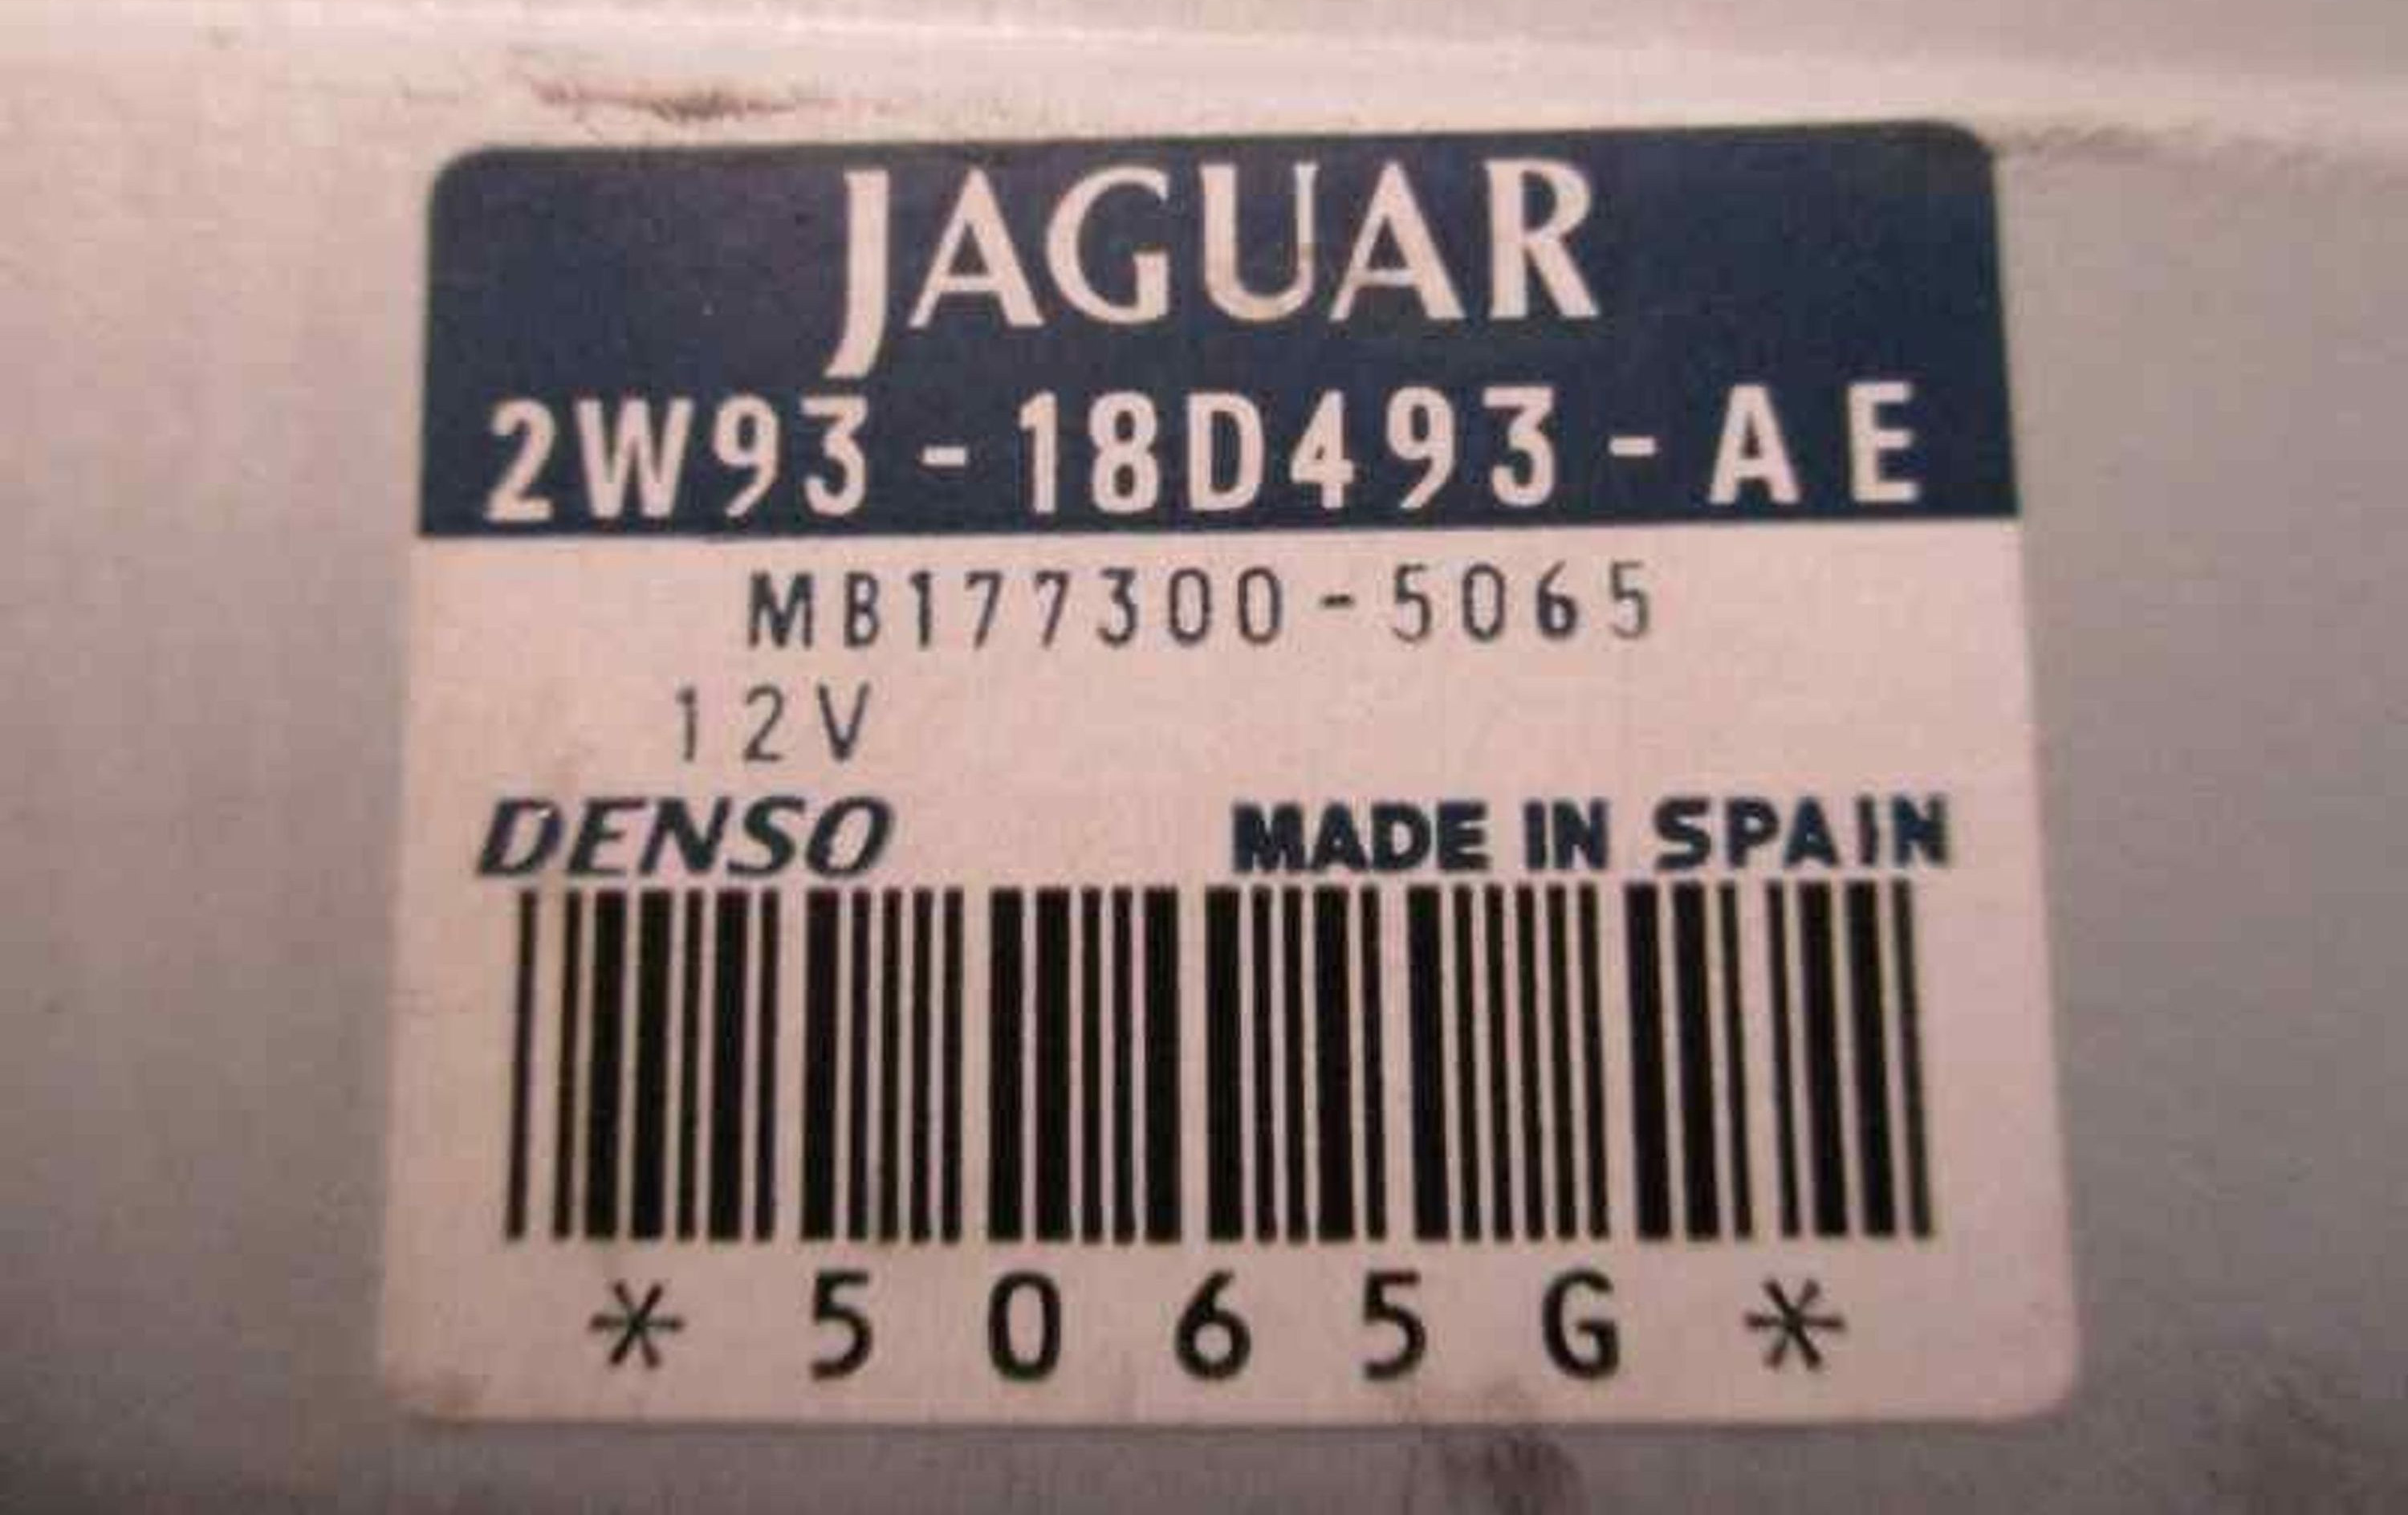 JAGUAR
2W93-18D493-AE
MB177300-5065
12V
DENSO MADE IN SPAIN
*5065G*